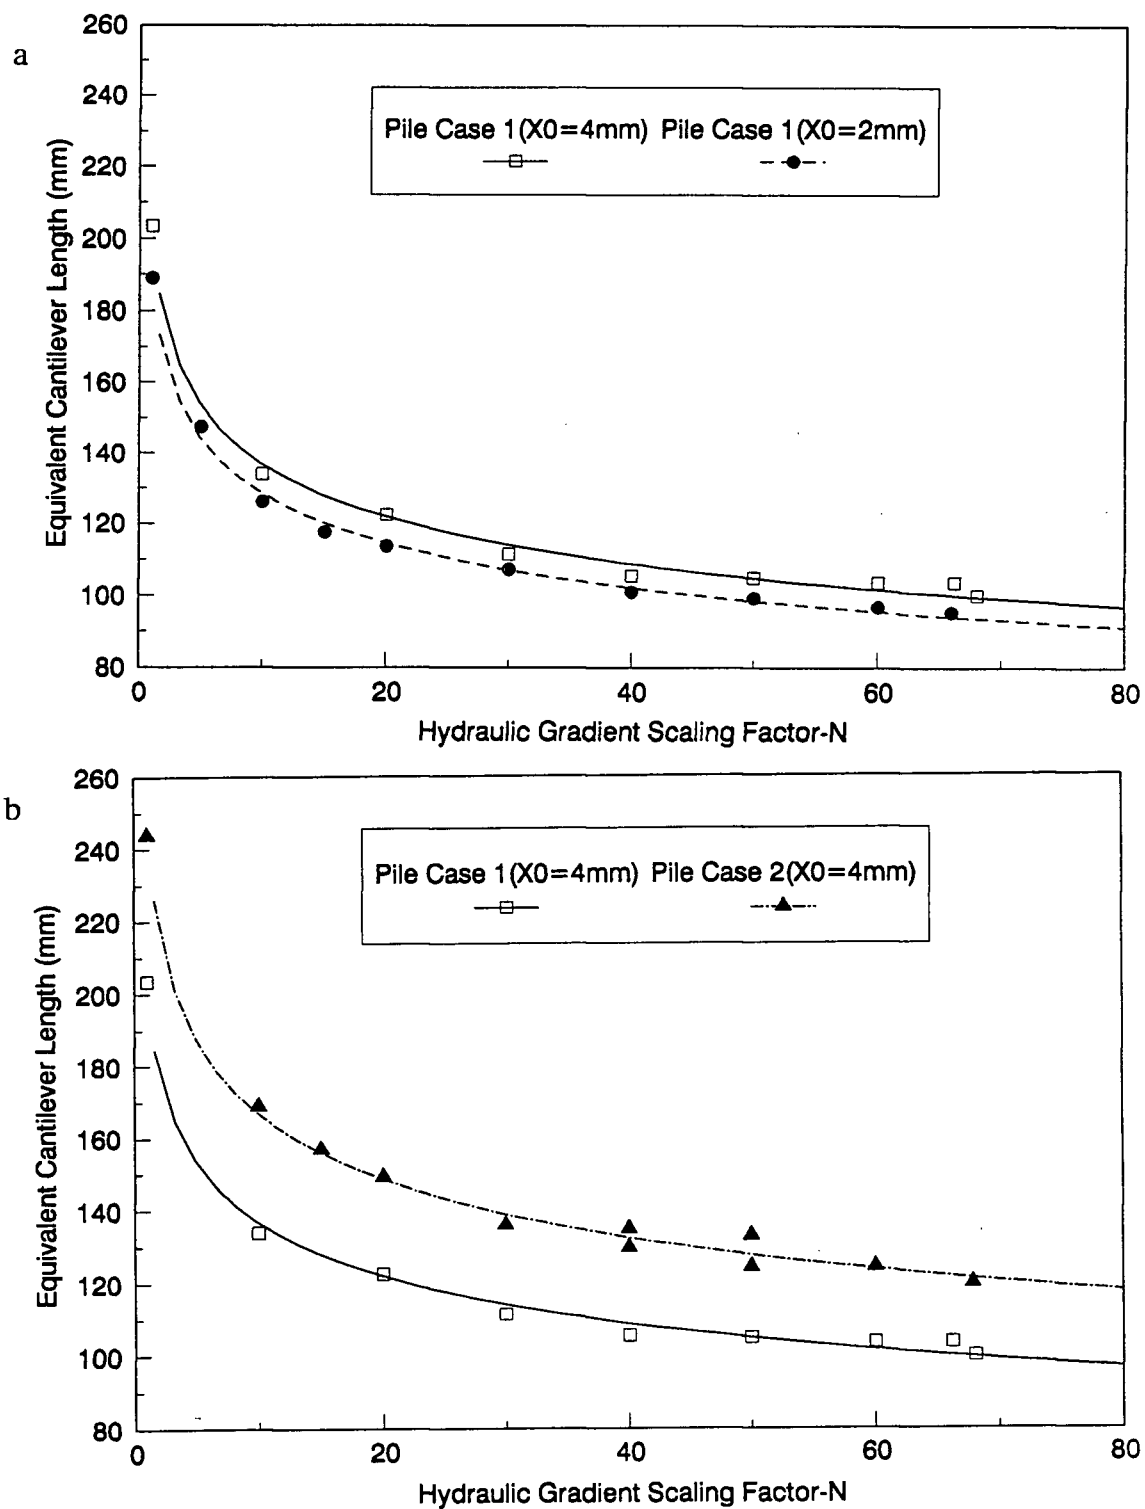 a
260
240
220
200
180
160
140
120
100
80
Equivalent Cantilever Length (mm)
Pile Case 1(X0=4mm) Pile Case 1(X0=2mm)
0 20 40 60 80
Hydraulic Gradient Scaling Factor-N
b
260
240
220
200
180
160
140
120
100
80
Equivalent Cantilever Length (mm)
Pile Case 1(X0=4mm) Pile Case 2(X0=4mm)
0 20 40 60 80
Hydraulic Gradient Scaling Factor-N